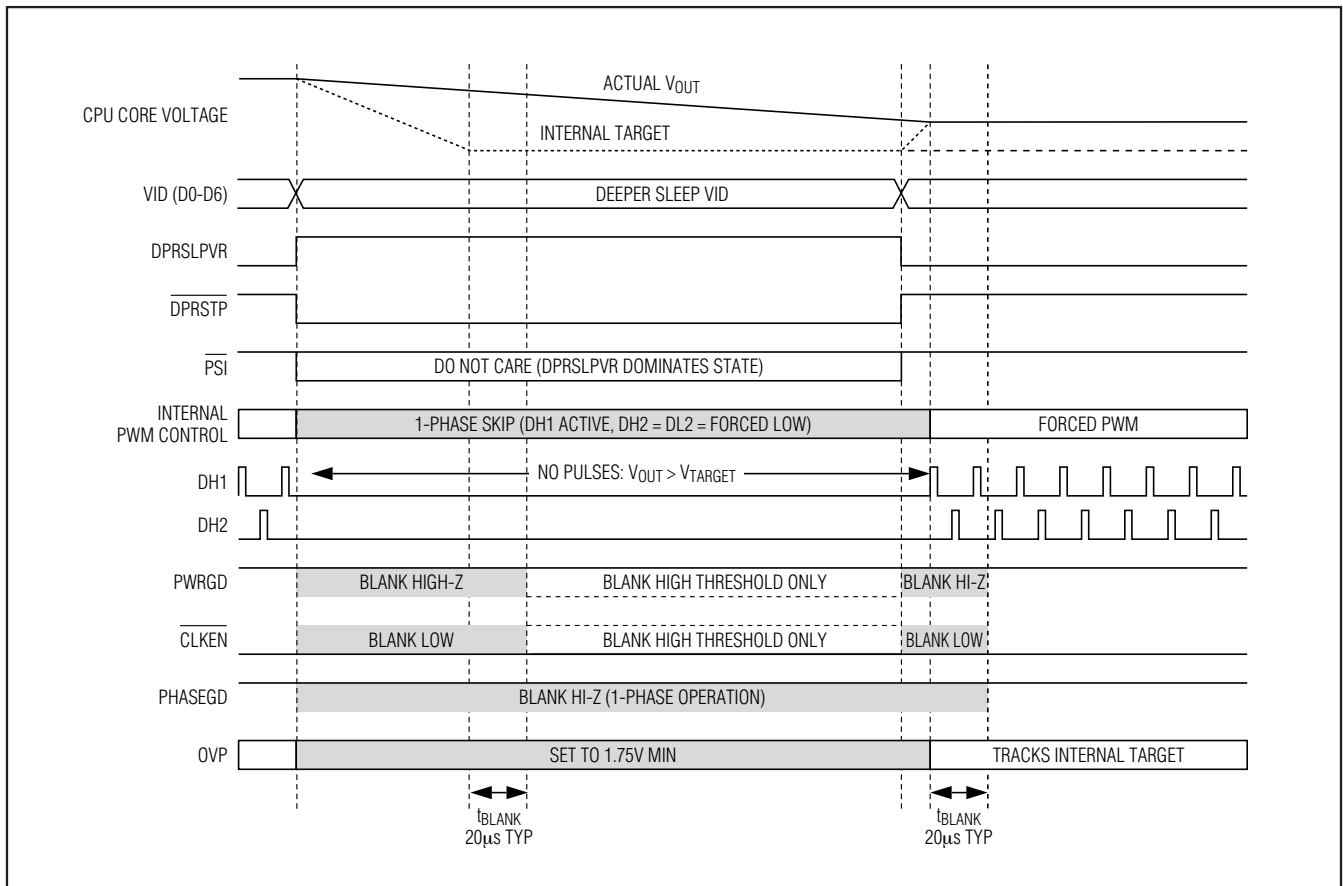 ACTUAL VOUT
CPU CORE VOLTAGE
INTERNAL TARGET
VID (D0-D6)
DEEPER SLEEP VID
DPRSLPVR
DPRSTP
PSI
DO NOT CARE (DPRSLPVR DOMINATES STATE)
INTERNAL
PWM CONTROL
1-PHASE SKIP (DH1 ACTIVE, DH2 = DL2 = FORCED LOW)
FORCED PWM
DH1
NO PULSES: VOUT > VTARGET
DH2
PWRGD
BLANK HIGH-Z
BLANK HIGH THRESHOLD ONLY
BLANK HI-Z
CLKEN
BLANK LOW
BLANK HIGH THRESHOLD ONLY
BLANK LOW
PHASEGD
BLANK HI-Z (1-PHASE OPERATION)
OVP
SET TO 1.75V MIN
TRACKS INTERNAL TARGET
tBLANK
20μs TYP
tBLANK
20μs TYP